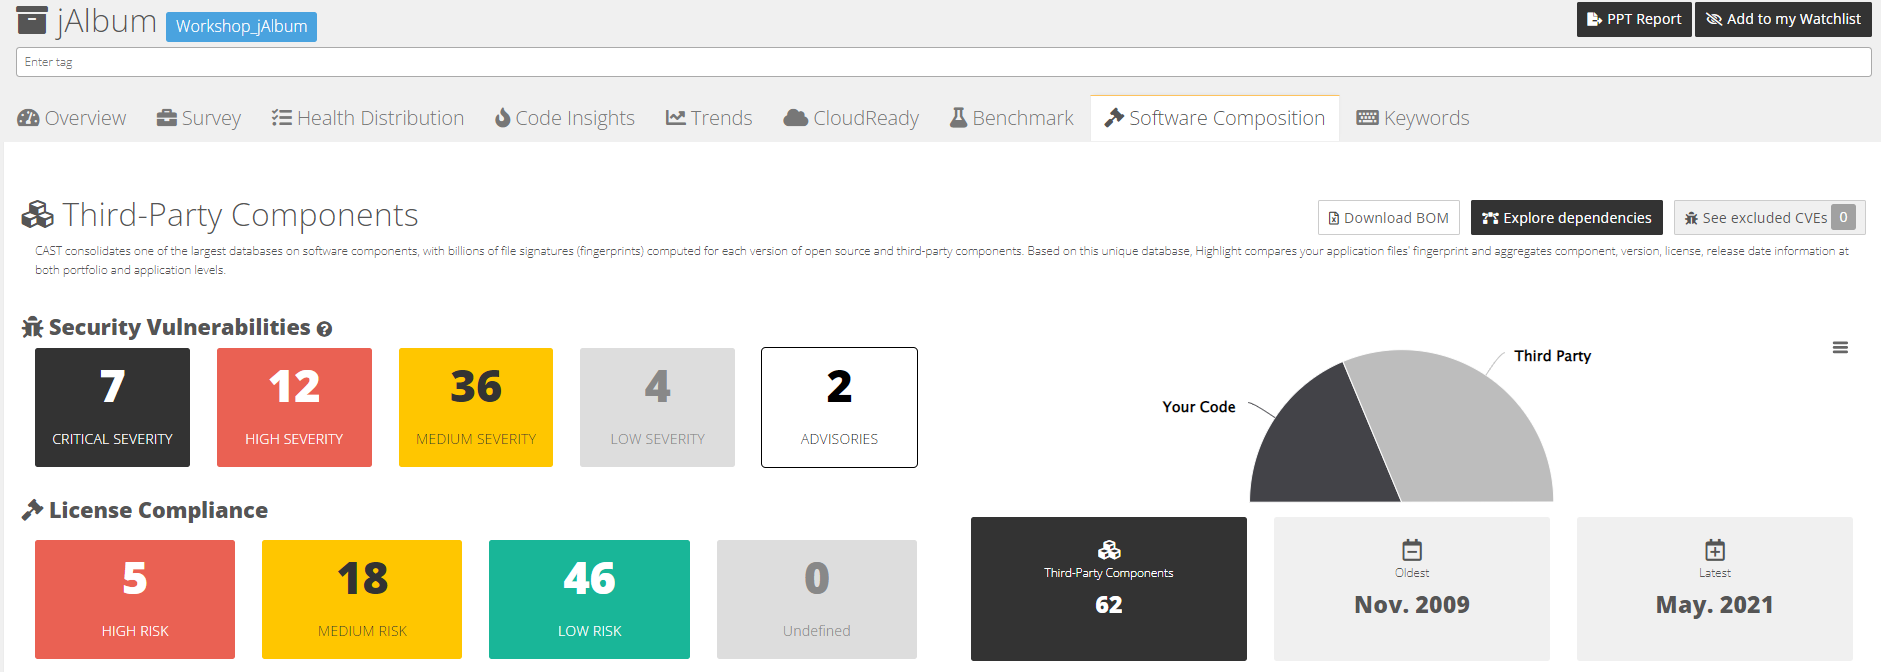 jAlbum Workshop_jAlbum
PPT Report Add to my Watchlist
Enter tag
Overview Survey Health Distribution Code Insights Trends CloudReady Benchmark Software Composition Keywords
Third-Party Components
Download BOM Explore dependencies See excluded CVEs 0
CAST consolidates one of the largest databases on software components, with billions of file signatures (fingerprints) computed for each version of open source and third-party components. Based on this unique database, Highlight compares your application files' fingerprint and aggregates component, version, license, release date information at
both portfolio and application levels.
Security Vulnerabilities ?
7 12 36 4 2
CRITICAL SEVERITY HIGH SEVERITY MEDIUM SEVERITY LOW SEVERITY ADVISORIES
Third Party
Your Code
License Compliance
5 18 46 0
HIGH RISK MEDIUM RISK LOW RISK Undefined
Third-Party Components Oldest Latest
62 Nov. 2009 May. 2021